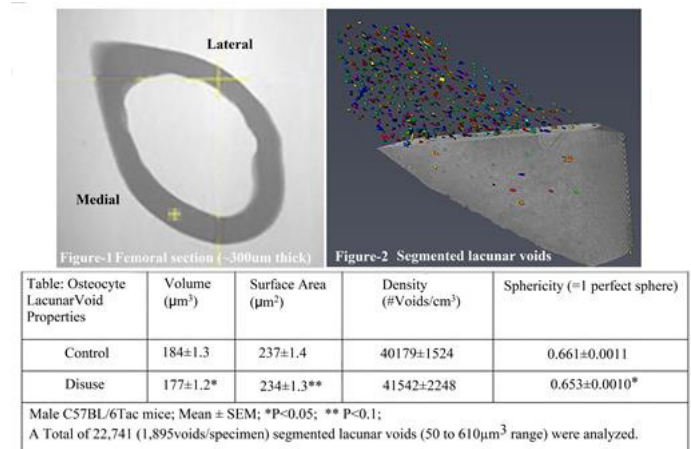 Lateral
Medial
Figure-1 Femoral section (~300um thick)
Figure-2 Segmented lacunar voids
Table: Osteocyte
LacunarVoid
Properties
Volume
(µm³)
Surface Area
(µm²)
Density
(#Voids/cm³)
Sphericity (=1 perfect sphere)
Control
184±1.3
237±1.4
40179±1524
0.661±0.0011
Disuse
177±1.2*
234±1.3**
41542±2248
0.653±0.0010*
Male C57BL/6Tac mice; Mean ± SEM; *P<0.05; ** P<0.1;
A Total of 22,741 (1,895voids/specimen) segmented lacunar voids (50 to 610µm³ range) were analyzed.